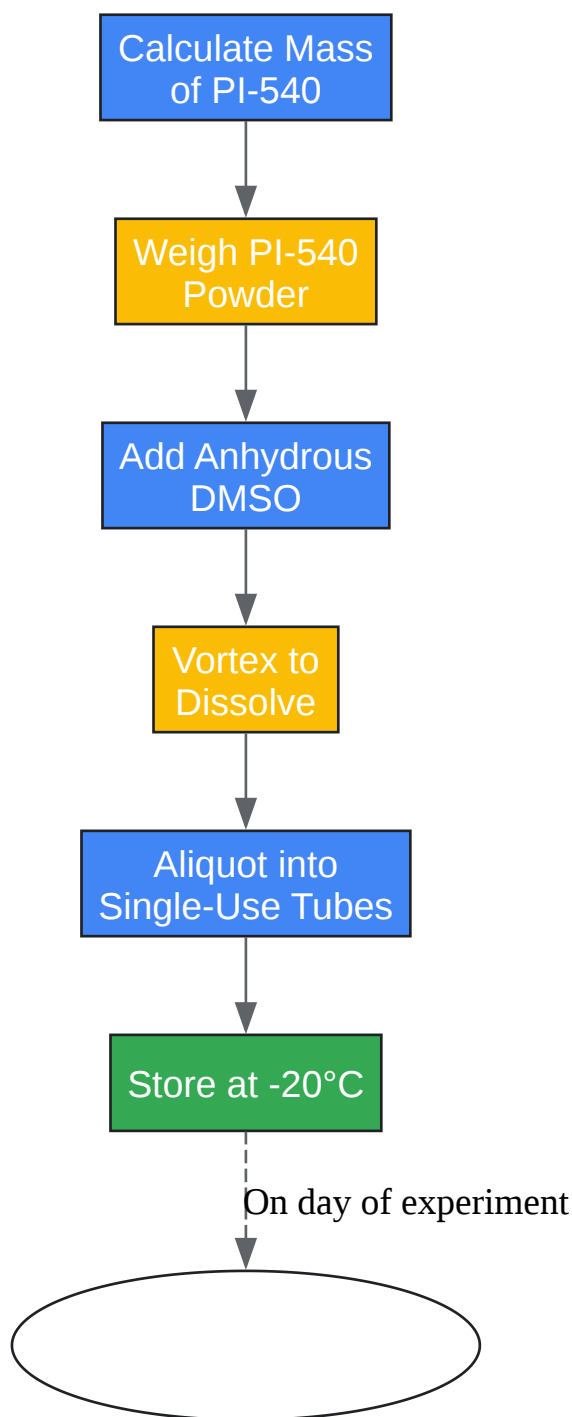 Calculate Mass
of PI-540
Weigh PI-540
Powder
Add Anhydrous
DMSO
Vortex to
Dissolve
Aliquot into
Single-Use Tubes
Store at -20°C
On day of experiment